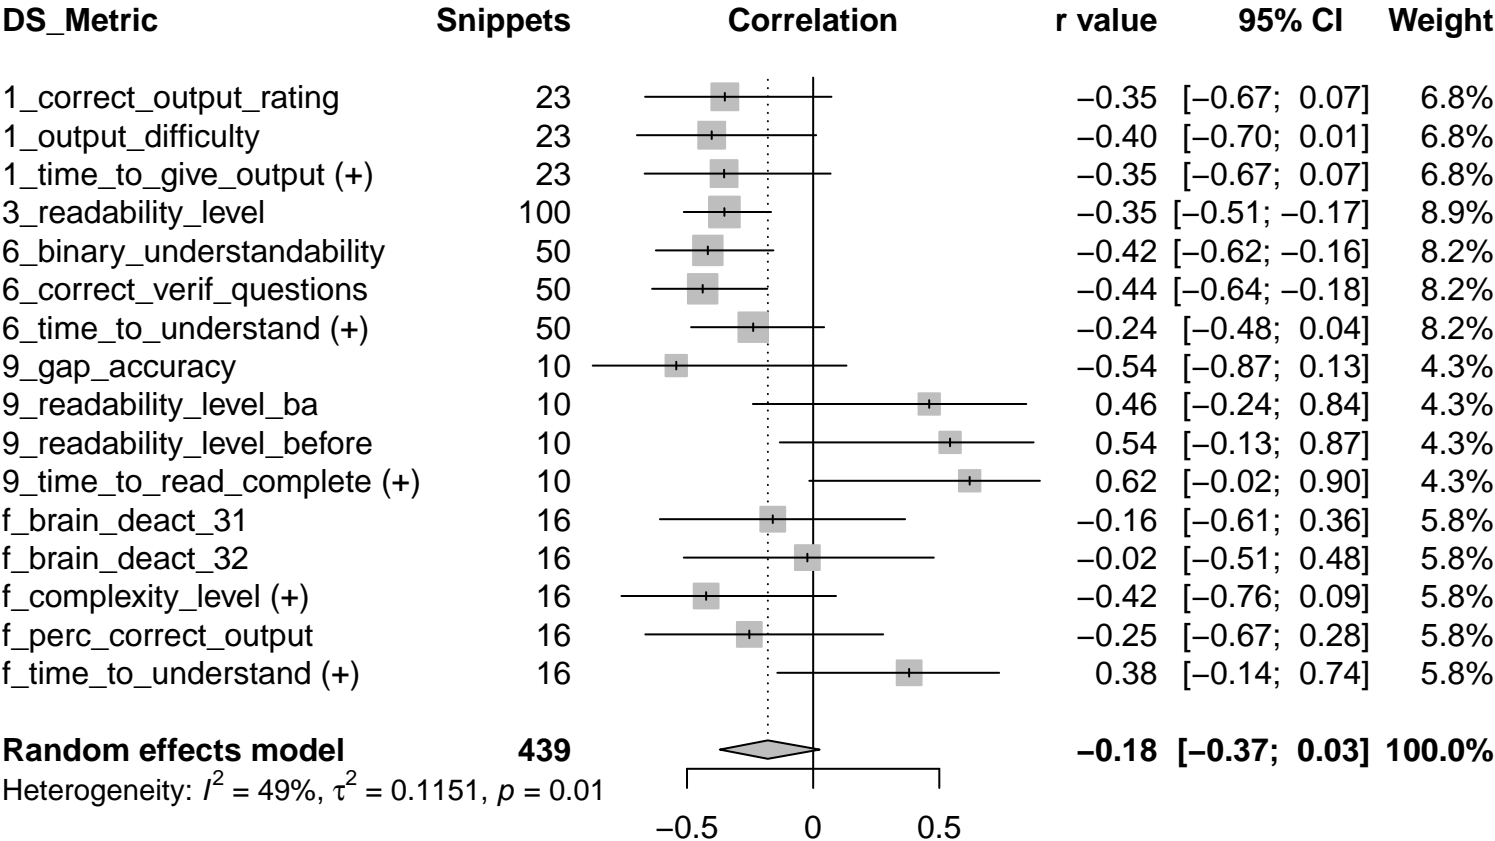 DS_Metric Snippets Correlation r value 95% CI Weight
1_correct_output_rating 23 −0.35 [−0.67; 0.07] 6.8%
1_output_difficulty 23 −0.40 [−0.70; 0.01] 6.8%
1_time_to_give_output (+) 23 −0.35 [−0.67; 0.07] 6.8%
3_readability_level 100 −0.35 [−0.51; −0.17] 8.9%
6_binary_understandability 50 −0.42 [−0.62; −0.16] 8.2%
6_correct_verif_questions 50 −0.44 [−0.64; −0.18] 8.2%
6_time_to_understand (+) 50 −0.24 [−0.48; 0.04] 8.2%
9_gap_accuracy 10 −0.54 [−0.87; 0.13] 4.3%
9_readability_level_ba 10 0.46 [−0.24; 0.84] 4.3%
9_readability_level_before 10 0.54 [−0.13; 0.87] 4.3%
9_time_to_read_complete (+) 10 0.62 [−0.02; 0.90] 4.3%
f_brain_deact_31 16 −0.16 [−0.61; 0.36] 5.8%
f_brain_deact_32 16 −0.02 [−0.51; 0.48] 5.8%
f_complexity_level (+) 16 −0.42 [−0.76; 0.09] 5.8%
f_perc_correct_output 16 −0.25 [−0.67; 0.28] 5.8%
f_time_to_understand (+) 16 0.38 [−0.14; 0.74] 5.8%
Random effects model 439 −0.18 [−0.37; 0.03] 100.0%
Heterogeneity: I² = 49%, τ² = 0.1151, p = 0.01
−0.5 0 0.5